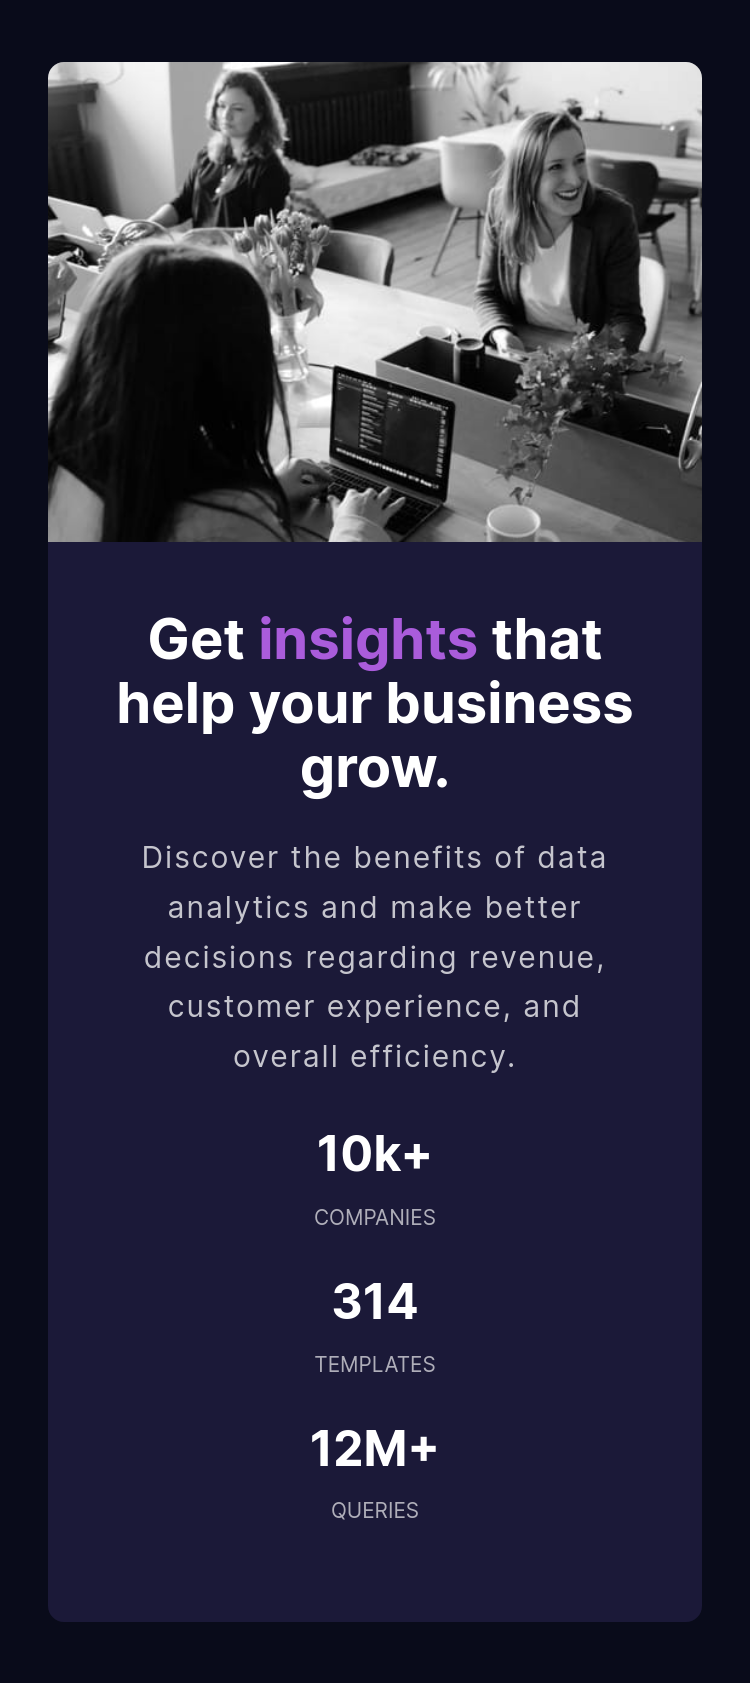 Get insights that
help your business
grow.
Discover the benefits of data
analytics and make better
decisions regarding revenue,
customer experience, and
overall efficiency.
10k+
COMPANIES
314
TEMPLATES
12M+
QUERIES